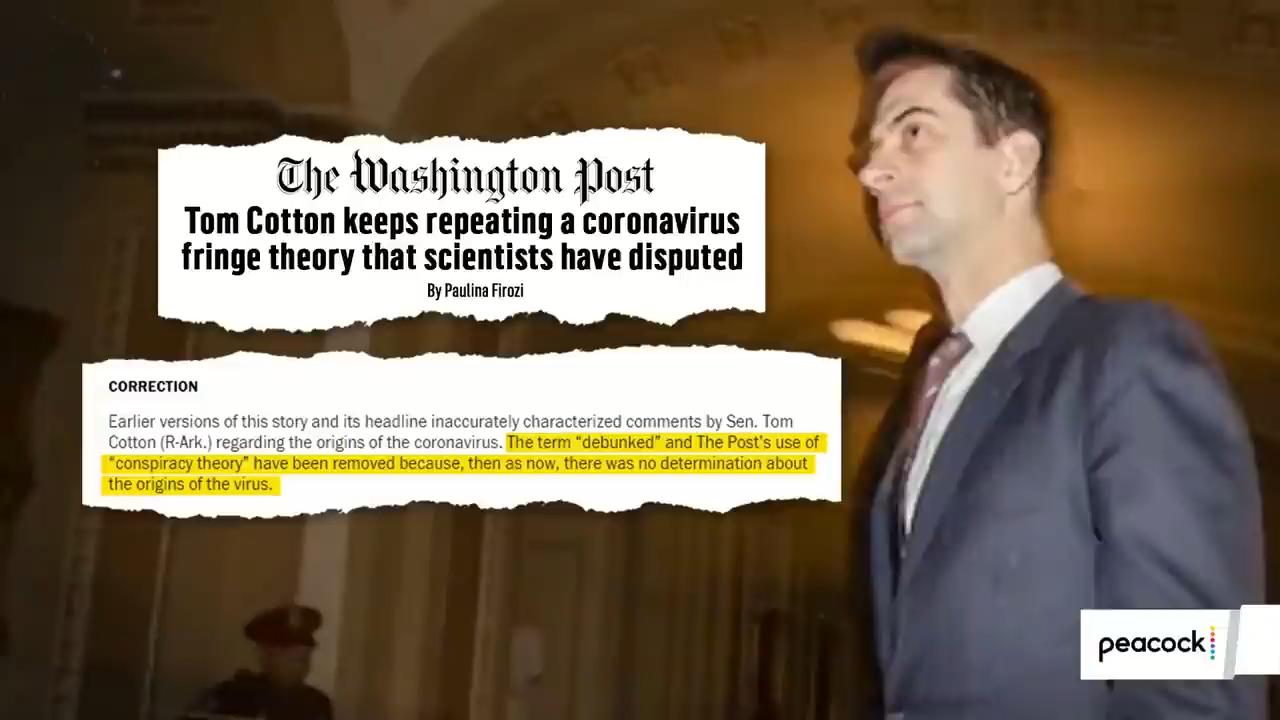 The Washington Post
Tom Cotton keeps repeating a coronavirus
fringe theory that scientists have disputed
By Paulina Firozi
CORRECTION
Earlier versions of this story and its headline inaccurately characterized comments by Sen. Tom
Cotton (R-Ark.) regarding the origins of the coronavirus. The term “debunked” and The Post’s use of
“conspiracy theory” have been removed because, then as now, there was no determination about
the origins of the virus.
peacock